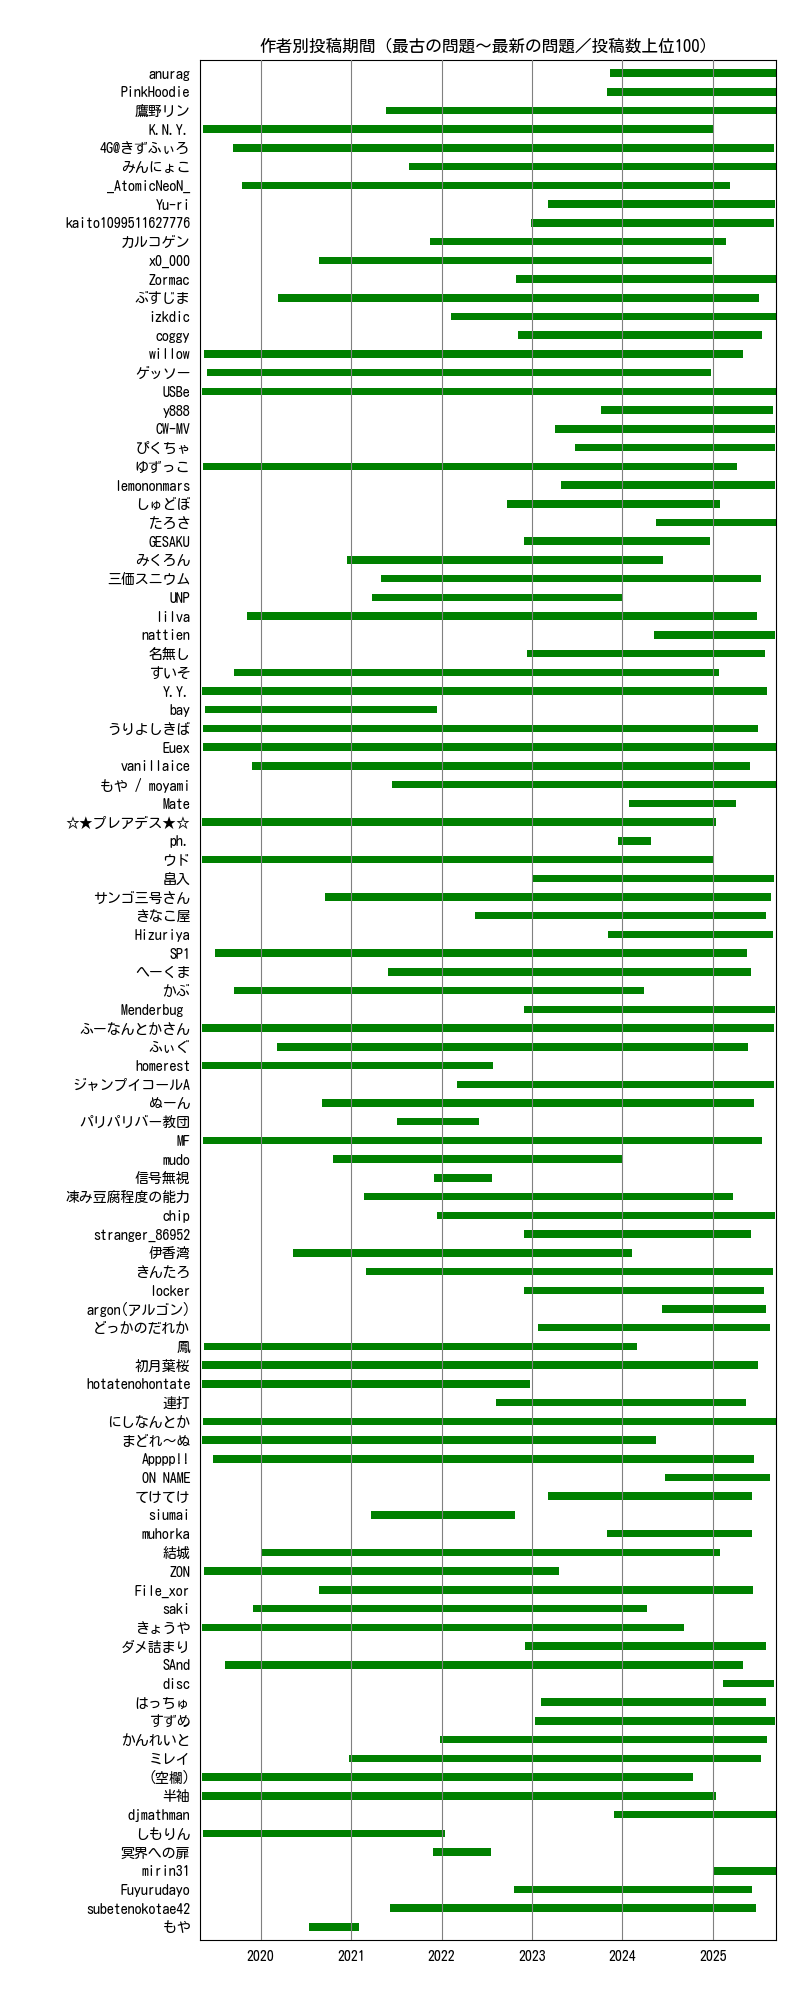 作者別投稿期間（最古の問題～最新の問題／投稿数上位100）
anurag
PinkHoodie
鷹野リン
K.N.Y.
4G@きずふぃろ
みんにょこ
_AtomicNeoN_
Yu-ri
kaito1099511627776
カルコゲン
x0_000
Zormac
ぶすじま
izkdic
coggy
willow
ゲッソー
USBe
y888
CW-MV
ぴくちゃ
ゆずっこ
lemononmars
しゅどぼ
たろさ
GESAKU
みくろん
三価スニウム
UNP
lilva
nattien
名無し
すいそ
Y.Y.
bay
うりよしきば
Euex
vanillaice
もや / moyami
Mate
☆★プレアデス★☆
ph.
ウド
畠入
サンゴ三号さん
きなこ屋
Hizuriya
SP1
へーくま
かぶ
Menderbug
ふーなんとかさん
ふぃぐ
homerest
ジャンプイコールA
ぬーん
パリパリバー教団
MF
mudo
信号無視
凍み豆腐程度の能力
chip
stranger_86952
伊香湾
きんたろ
locker
argon(アルゴン)
どっかのだれか
鳳
初月葉桜
hotatenohontate
連打
にしなんとか
まどれ～ぬ
Appppll
ON NAME
てけてけ
siumai
muhorka
結城
ZON
File_xor
saki
きょうや
ダメ詰まり
SAnd
disc
はっちゅ
すずめ
かんれいと
ミレイ
(空欄)
半袖
djmathman
しもりん
冥界への扉
mirin31
Fuyurudayo
subetenokotae42
もや
2020 2021 2022 2023 2024 2025